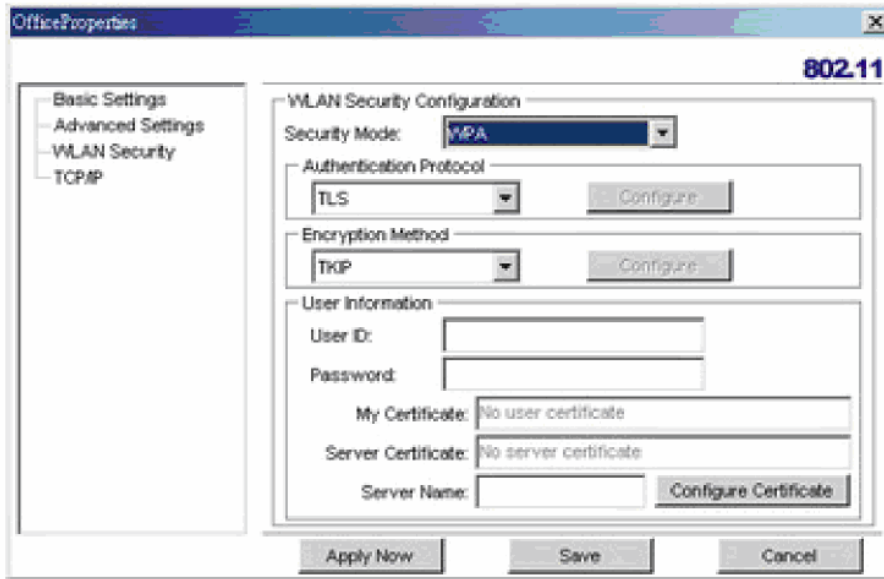 OfficeProperties
802.11
Basic Settings
Advanced Settings
WLAN Security
TCP/IP
WLAN Security Configuration
Security Mode: WPA
Authentication Protocol
TLS Configure
Encryption Method
TKIP Configure
User Information
User ID:
Password:
My Certificate: No user certificate
Server Certificate: No server certificate
Server Name: Configure Certificate
Apply Now Save Cancel